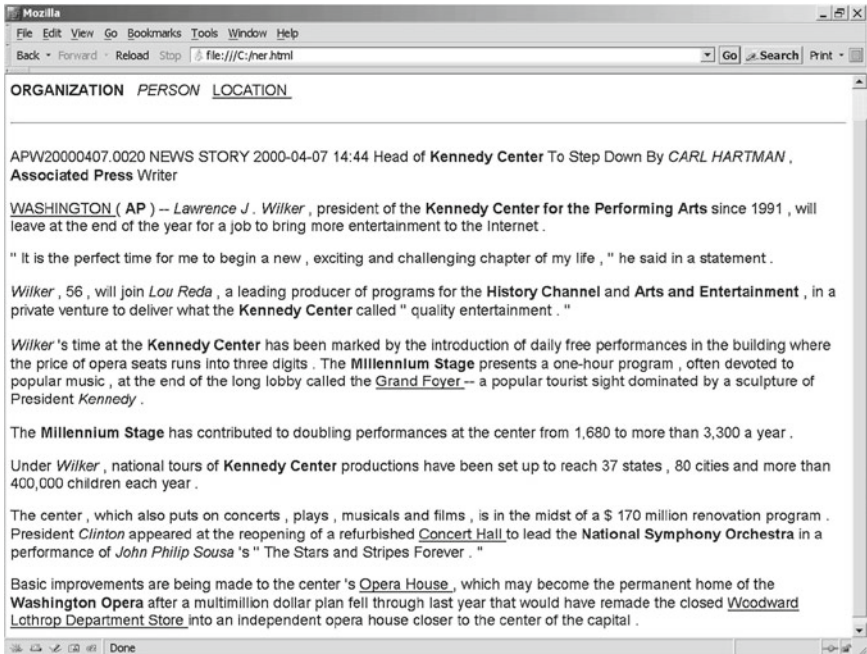 Mozilla
File Edit View Go Bookmarks Tools Window Help
Back Forward Reload Stop file:///C:/ner.html Go Search Print
ORGANIZATION PERSON LOCATION
APW20000407.0020 NEWS STORY 2000-04-07 14:44 Head of Kennedy Center To Step Down By CARL HARTMAN ,
Associated Press Writer
WASHINGTON ( AP ) -- Lawrence J . Wilker , president of the Kennedy Center for the Performing Arts since 1991 , will
leave at the end of the year for a job to bring more entertainment to the Internet .
" It is the perfect time for me to begin a new , exciting and challenging chapter of my life , " he said in a statement .
Wilker , 56 , will join Lou Reda , a leading producer of programs for the History Channel and Arts and Entertainment , in a
private venture to deliver what the Kennedy Center called " quality entertainment . "
Wilker 's time at the Kennedy Center has been marked by the introduction of daily free performances in the building where
the price of opera seats runs into three digits . The Millennium Stage presents a one-hour program , often devoted to
popular music , at the end of the long lobby called the Grand Foyer -- a popular tourist sight dominated by a sculpture of
President Kennedy .
The Millennium Stage has contributed to doubling performances at the center from 1,680 to more than 3,300 a year .
Under Wilker , national tours of Kennedy Center productions have been set up to reach 37 states , 80 cities and more than
400,000 children each year .
The center , which also puts on concerts , plays , musicals and films , is in the midst of a $ 170 million renovation program .
President Clinton appeared at the reopening of a refurbished Concert Hall to lead the National Symphony Orchestra in a
performance of John Philip Sousa 's " The Stars and Stripes Forever . "
Basic improvements are being made to the center 's Opera House , which may become the permanent home of the
Washington Opera after a multimillion dollar plan fell through last year that would have remade the closed Woodward
Lothrop Department Store into an independent opera house closer to the center of the capital .
Done